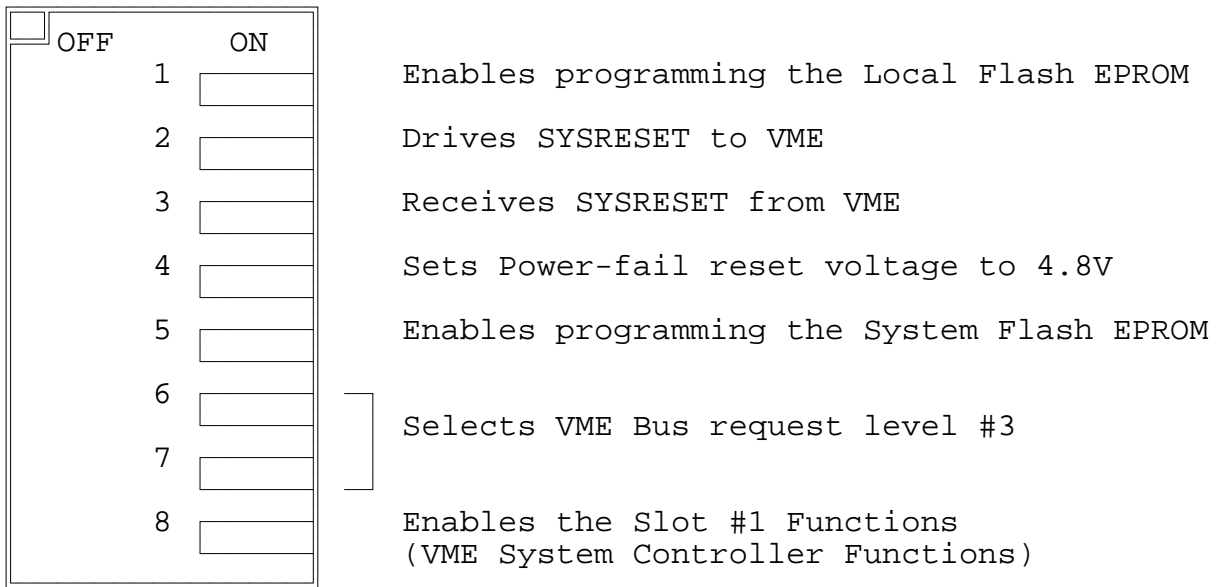 OFF ON
1 Enables programming the Local Flash EPROM
2 Drives SYSRESET to VME
3 Receives SYSRESET from VME
4 Sets Power-fail reset voltage to 4.8V
5 Enables programming the System Flash EPROM
6
Selects VME Bus request level #3
7
8 Enables the Slot #1 Functions
(VME System Controller Functions)